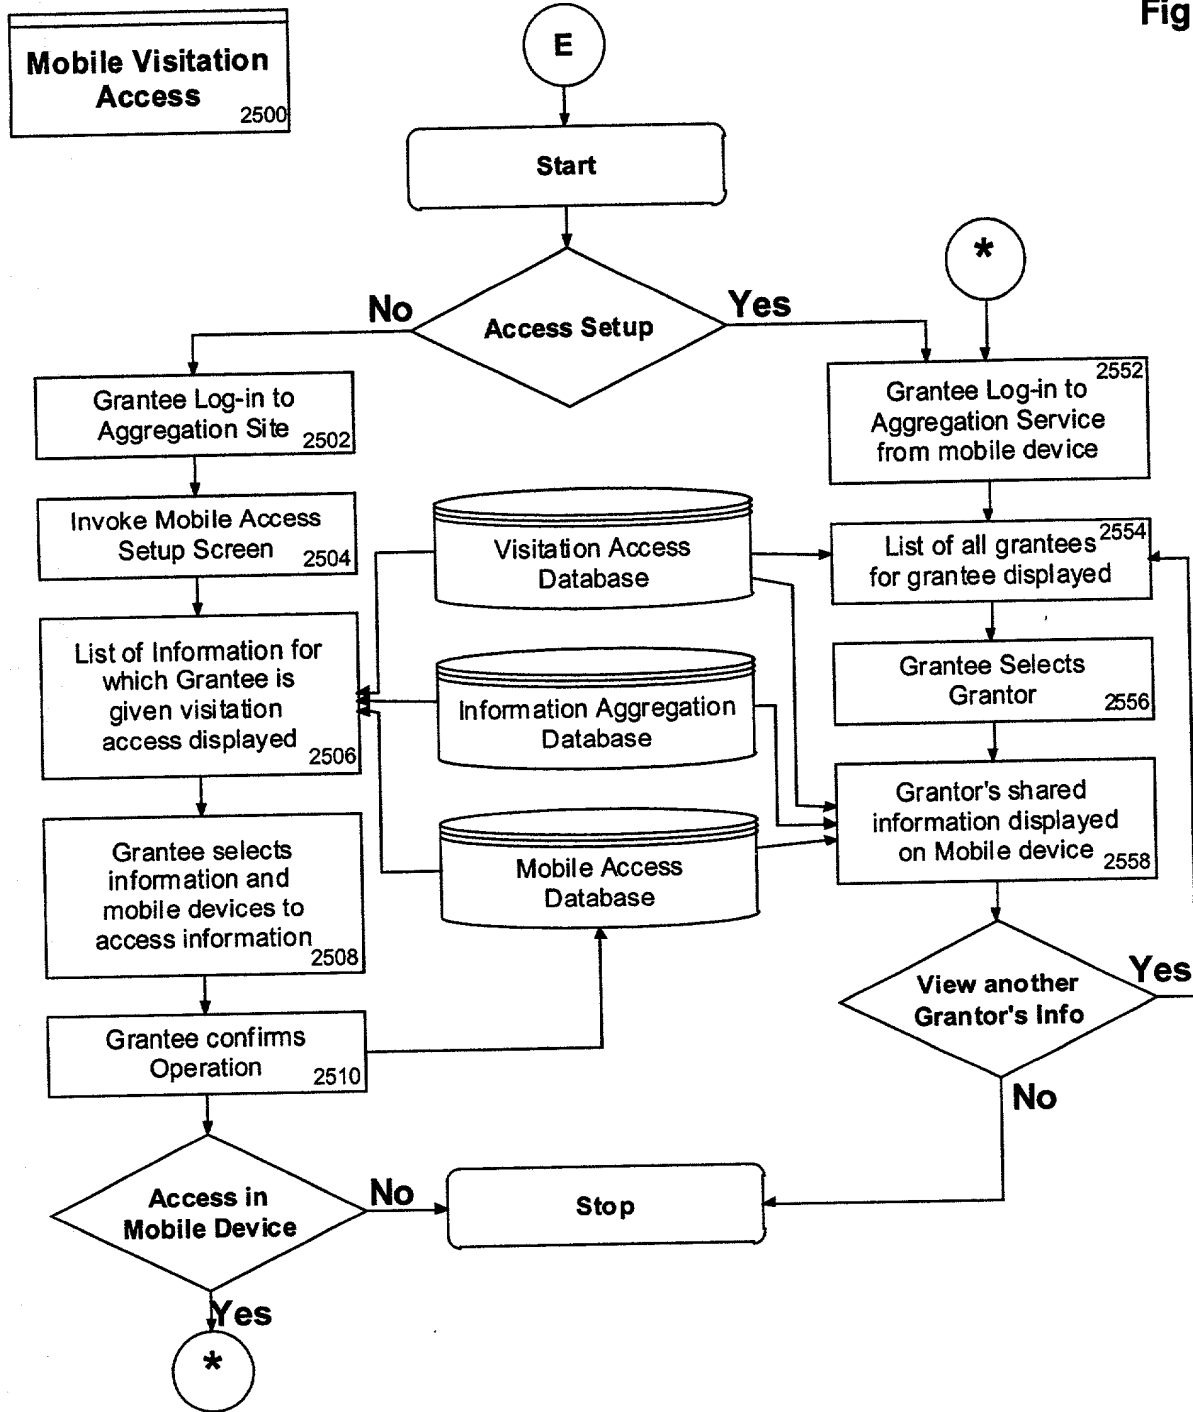 Fig
Mobile Visitation
Access
2500
E
Start
*
No
Yes
Access Setup
Grantee Log-in to
Aggregation Site
2502
2552
Grantee Log-in to
Aggregation Service
from mobile device
Invoke Mobile Access
Setup Screen
2504
Visitation Access
Database
2554
List of all grantees
for grantee displayed
List of Information for
which Grantee is
given visitation
access displayed
2506
Information Aggregation
Database
Grantee Selects
Grantor
2556
Grantee selects
information and
mobile devices to
access information
2508
Mobile Access
Database
Grantor's shared
information displayed
on Mobile device
2558
View another
Grantor's Info
Yes
No
Grantee confirms
Operation
2510
Access in
Mobile Device
No
Stop
Yes
*